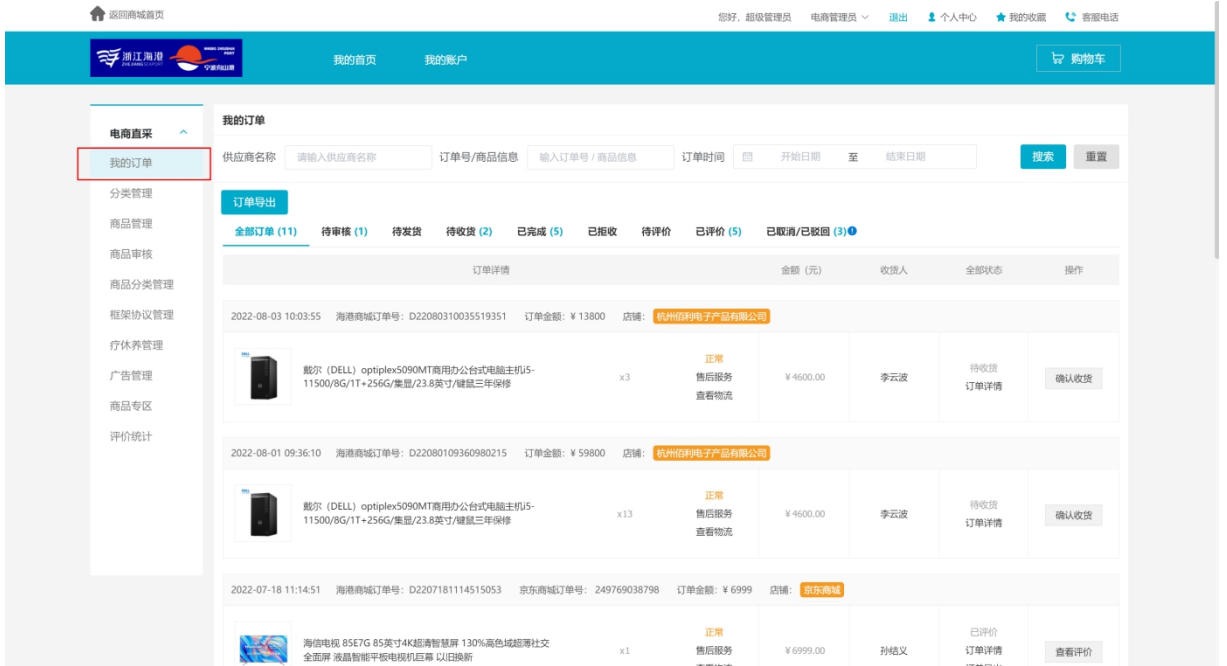 返回商城首页
您好，超级管理员 电商管理员 退出 个人中心 我的收藏 客服电话
浙江海港 ZHEJIANG SEAPORT NINGBO ZHOUSHAN PORT 宁波舟山港
我的首页 我的账户 购物车
电商直采
我的订单
分类管理
商品管理
商品审核
商品分类管理
框架协议管理
疗休养管理
广告管理
商品专区
评价统计
我的订单
供应商名称 请输入供应商名称 订单号/商品信息 输入订单号 / 商品信息 订单时间 开始日期 至 结束日期 搜索 重置
订单导出
全部订单 (11) 待审核 (1) 待发货 待收货 (2) 已完成 (5) 已拒收 待评价 已评价 (5) 已取消/已驳回 (3)
订单详情 金额（元） 收货人 全部状态 操作
2022-08-03 10:03:55 海港商城订单号：D22080310035519351 订单金额：¥ 13800 店铺： 杭州佰利电子产品有限公司
戴尔（DELL）optiplex5090MT商用办公台式电脑主机i5-
11500/8G/1T+256G/集显/23.8英寸/键鼠三年保修
x3
正常
售后服务
查看物流
¥ 4600.00
李云波
待收货
订单详情
确认收货
2022-08-01 09:36:10 海港商城订单号：D22080109360980215 订单金额：¥ 59800 店铺： 杭州佰利电子产品有限公司
戴尔（DELL）optiplex5090MT商用办公台式电脑主机i5-
11500/8G/1T+256G/集显/23.8英寸/键鼠三年保修
x13
正常
售后服务
查看物流
¥ 4600.00
李云波
待收货
订单详情
确认收货
2022-07-18 11:14:51 海港商城订单号：D2207181114515053 京东商城订单号：249769038798 订单金额：¥ 6999 店铺： 京东商城
海信电视 85E7G 85英寸4K超清智慧屏 130%高色域超薄社交
全面屏 液晶智能平板电视机巨幕 以旧换新
x1
正常
售后服务
¥ 6999.00
孙结义
已评价
订单详情
查看评价